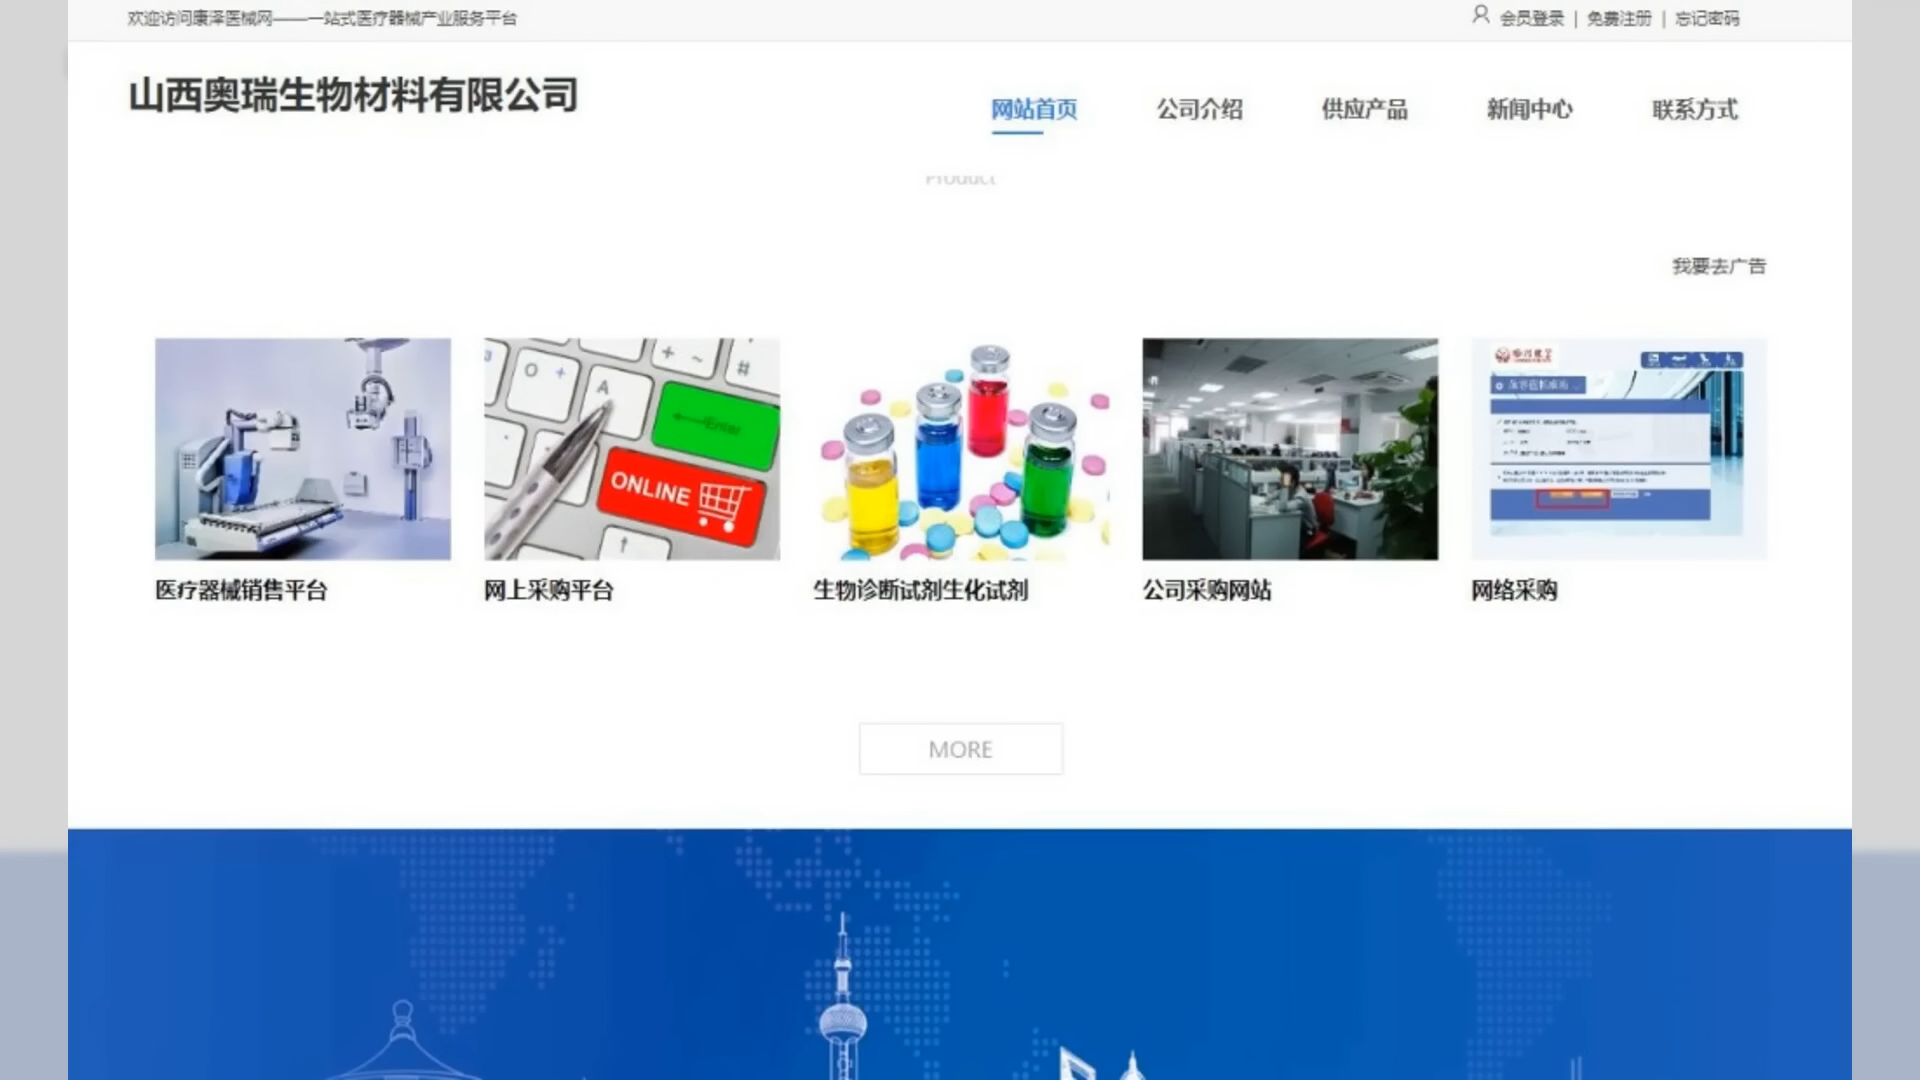 欢迎访问康泽医械网——一站式医疗器械产业服务平台
会员登录 | 免费注册 | 忘记密码
山西奥瑞生物材料有限公司
网站首页
公司介绍
供应产品
新闻中心
联系方式
Product
我要去广告
A
Enter
ONLINE
医疗器械销售平台
网上采购平台
生物诊断试剂生化试剂
公司采购网站
网络采购
MORE